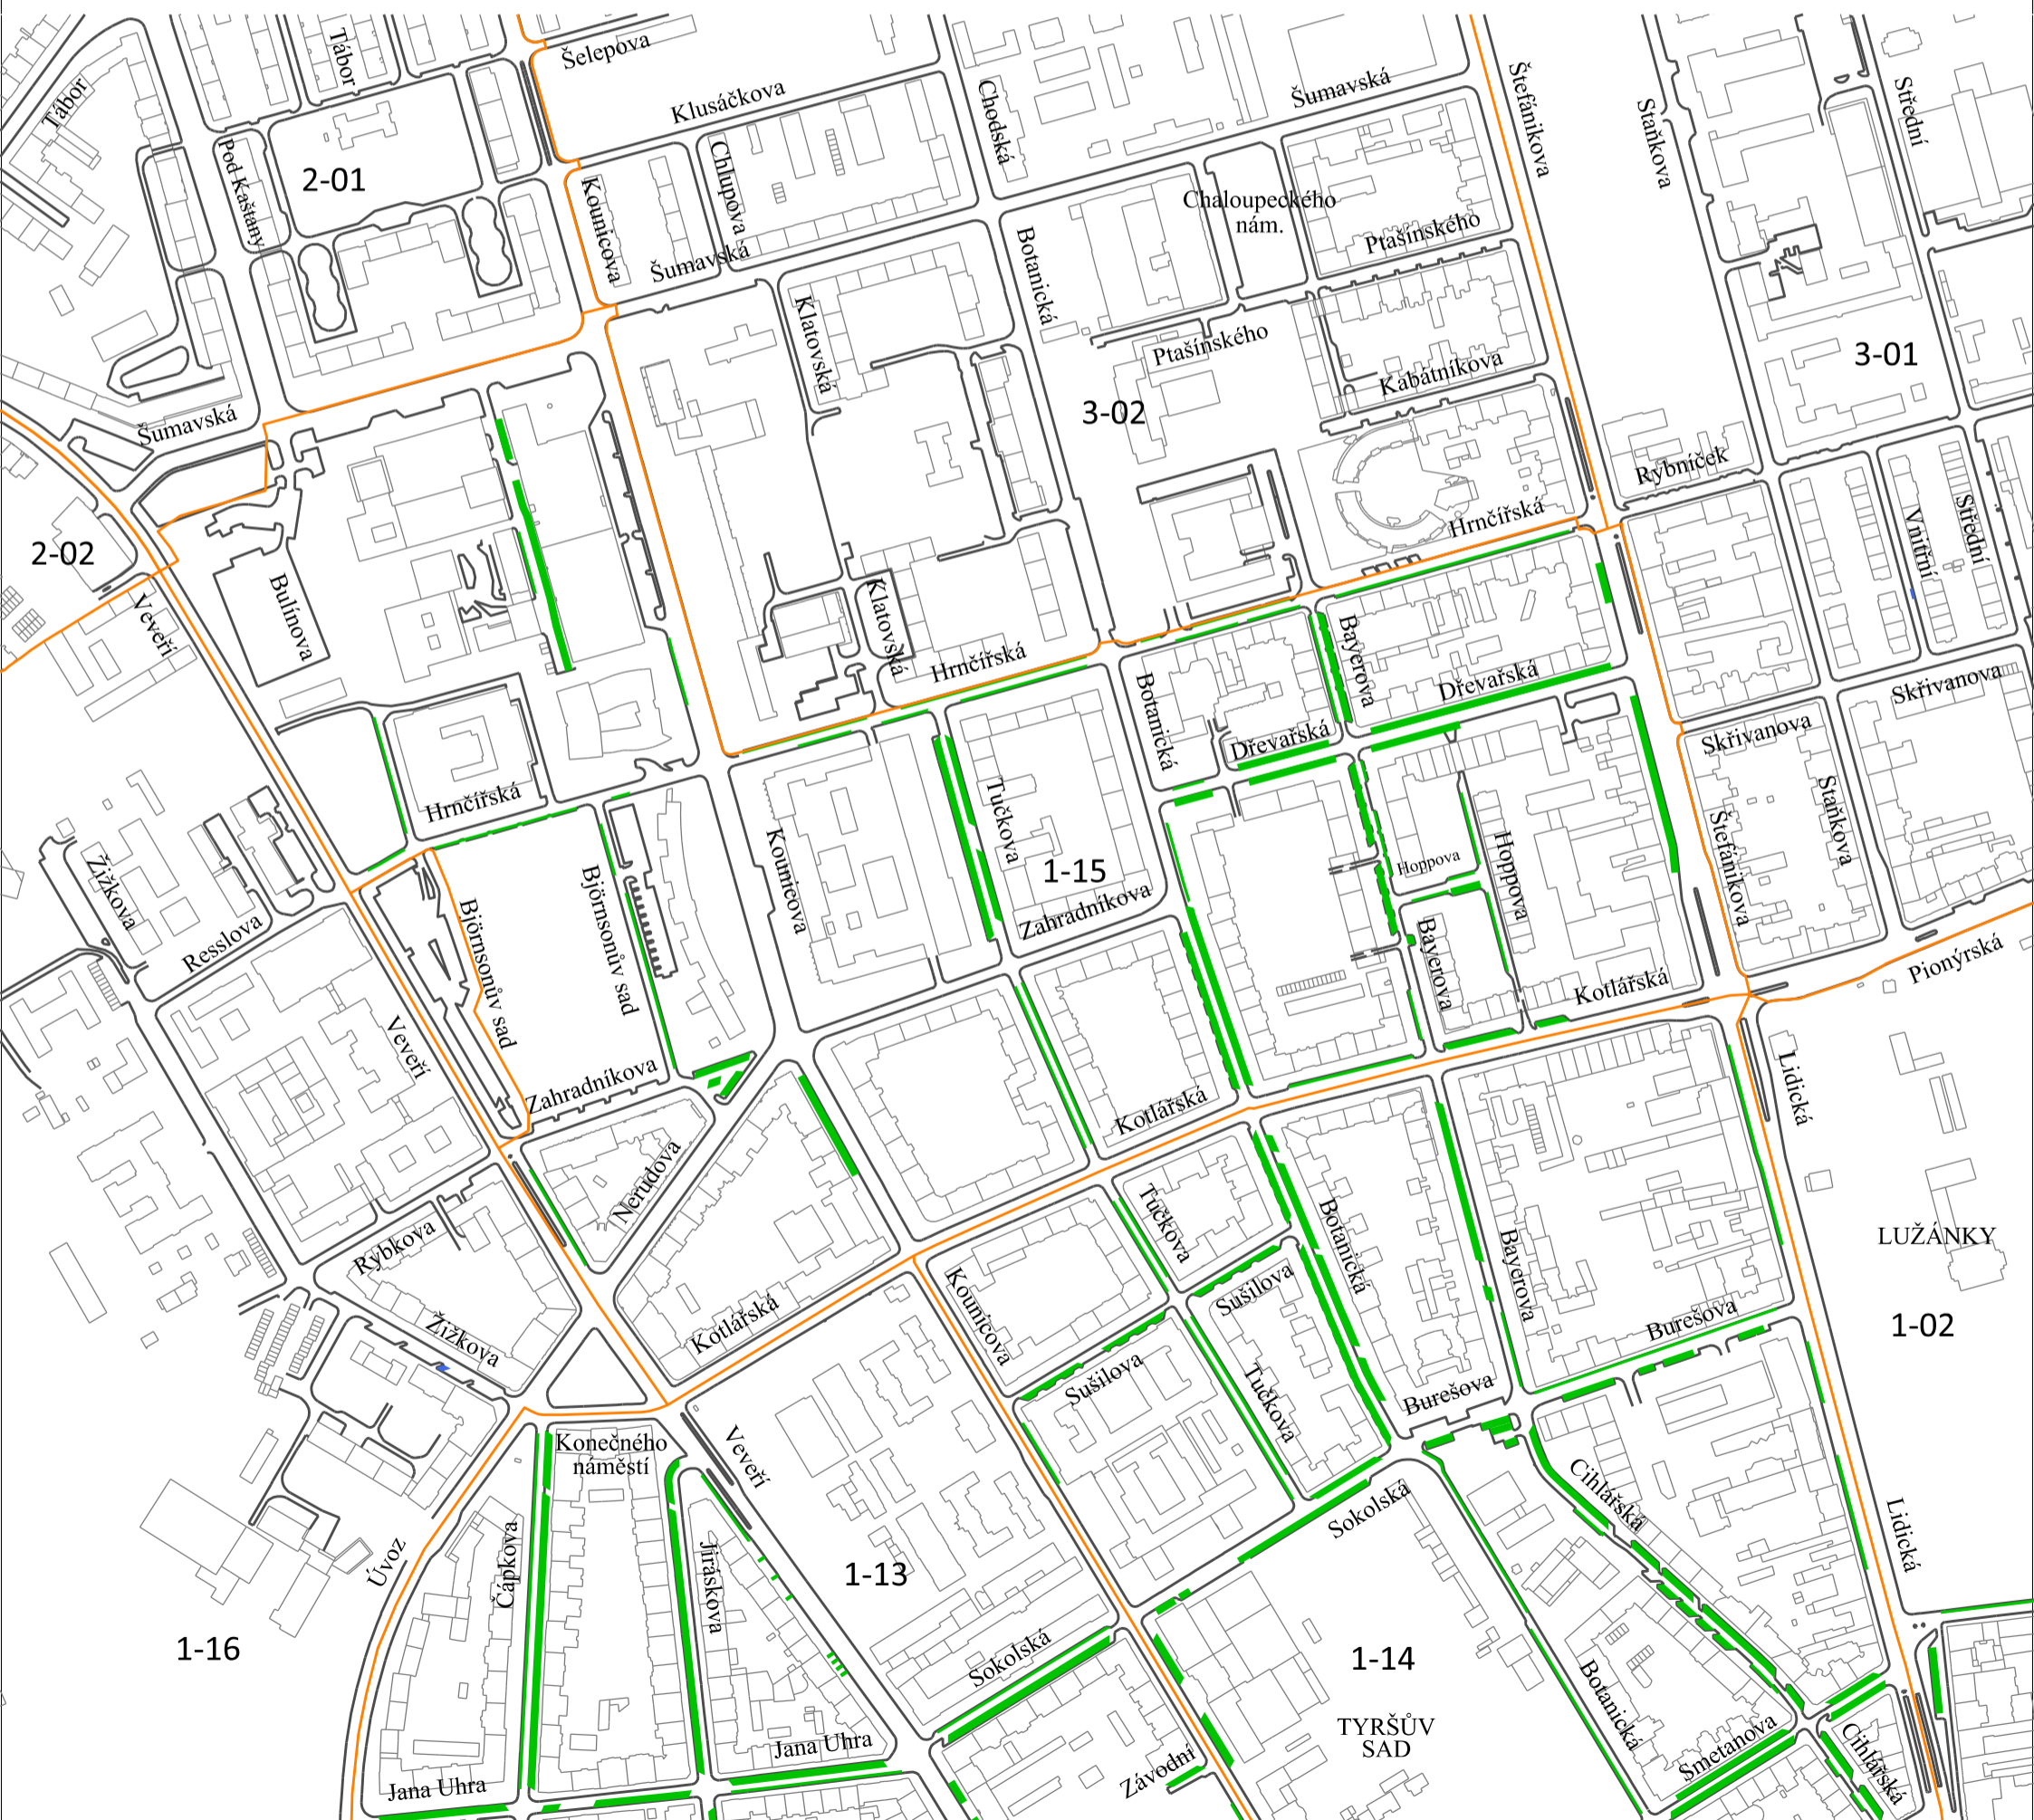 Šelepova
Tábor
Tábor
Klusáčkova
Chodská
Šumavská
Štefánikova
Staňkova
Střední
Pod Kaštany
2-01
Kounicova
Chlupova
Šumavská
Chaloupeckého
nám.
Ptašínského
Botanická
Klatovská
Ptašínského
Kabátníkova
3-01
3-02
Šumavská
Rybníček
Hrnčířská
Vnitřní
Střední
2-02
Veveří
Bulínova
Klatovská
Hrnčířská
Botanická
Bayerova
Dřevařská
Dřevařská
Skřivanova
Skřivanova
Hrnčířská
Tučkova
Kounicova
1-15
Zahradníkova
Hoppova
Hoppova
Štefánikova
Staňkova
Žižkova
Resslova
Björnsonův sad
Björnsonův sad
Bayerova
Kotlářská
Pionýrská
Veveří
Zahradníkova
Kotlářská
Lidická
Nerudova
Rybkova
Tučkova
Botanická
Bayerova
LUŽÁNKY
Žižkova
Kotlářská
Kounicova
Sušilova
Sušilova
Tučkova
Burešova
Burešova
1-02
Konečného
náměstí
Veveří
Sokolská
Cihlářská
Lidická
Úvoz
Čápkova
Jiráskova
1-13
1-16
Sokolská
1-14
Botanická
TYRŠŮV
SAD
Jana Uhra
Jana Uhra
Závodní
Smetanova
Cihlářská